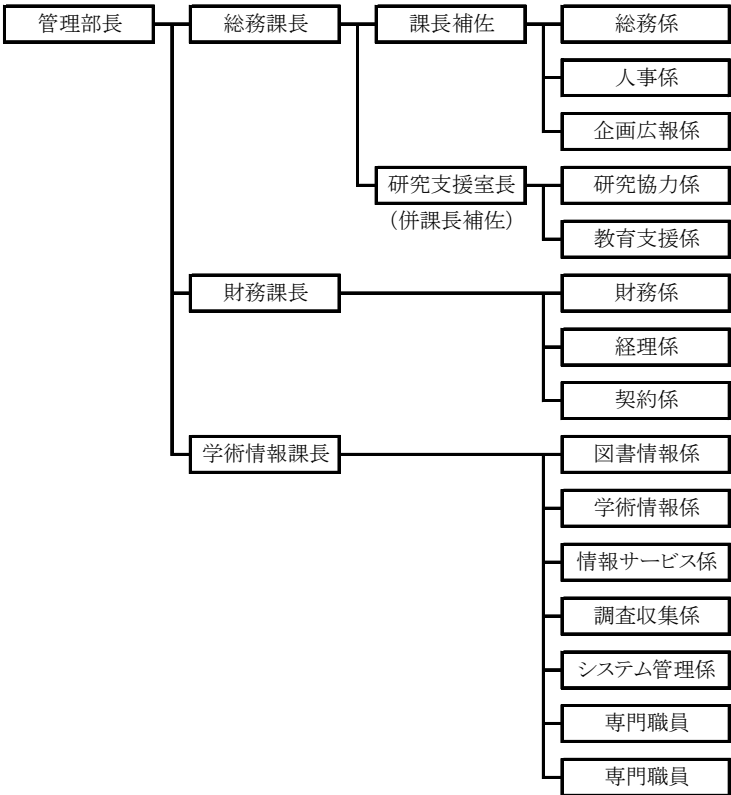 管理部長
総務課長
課長補佐
総務係
人事係
企画広報係
研究支援室長
(併課長補佐)
研究協力係
教育支援係
財務課長
財務係
経理係
契約係
学術情報課長
図書情報係
学術情報係
情報サービス係
調査収集係
システム管理係
専門職員
専門職員